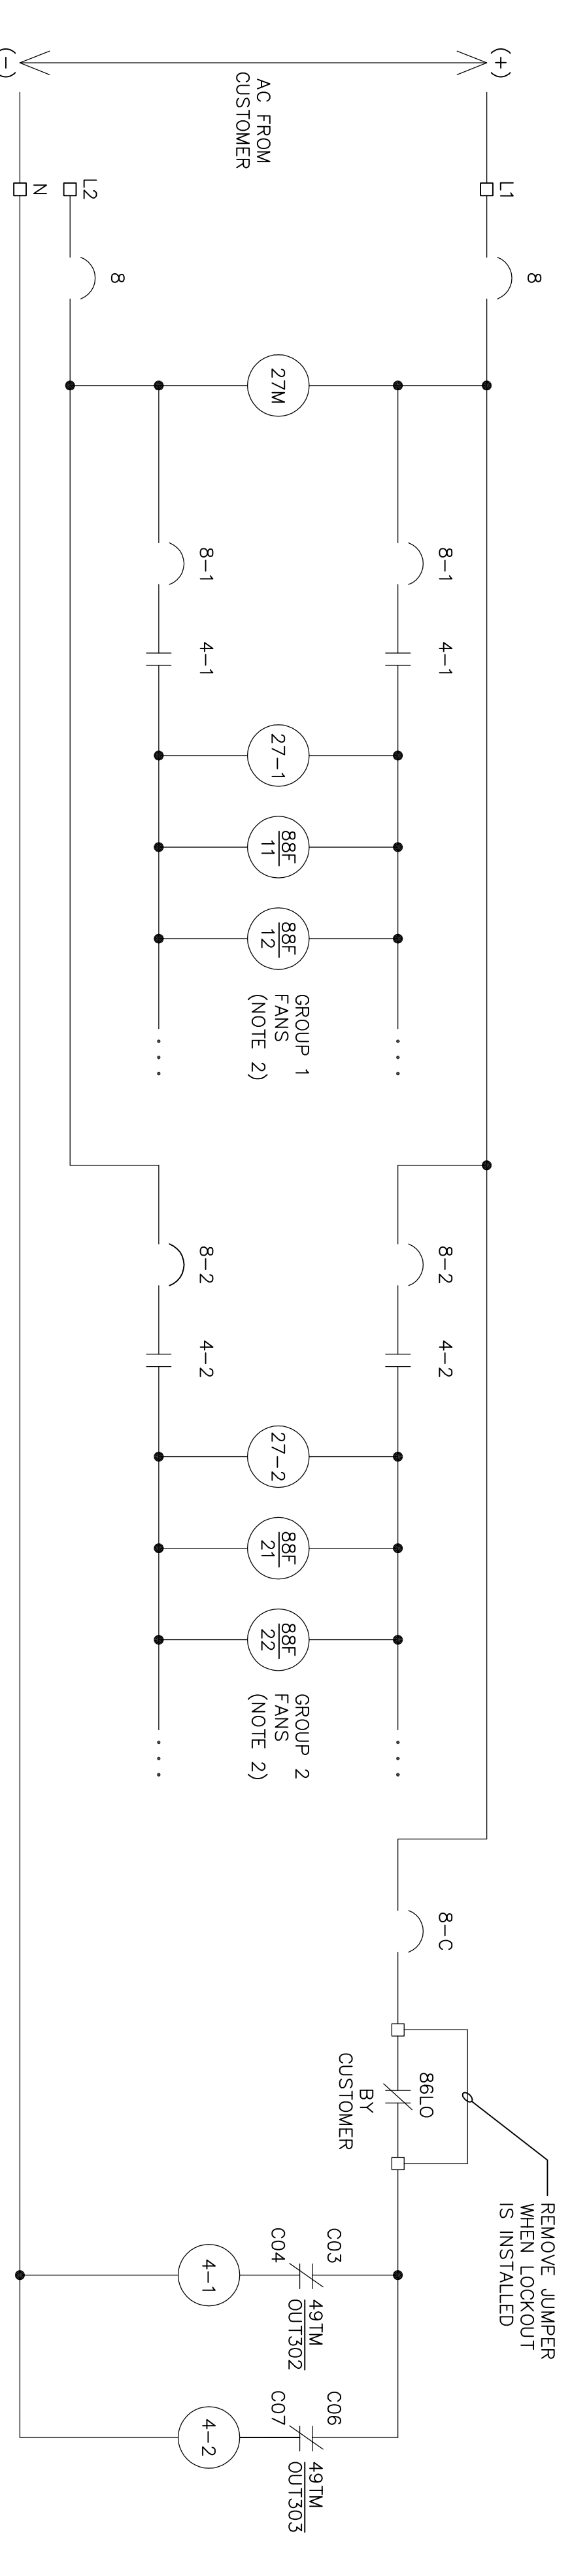 (+)
(-)
AC FROM
CUSTOMER
L1
L2
N
8
8
27M
8-1
8-1
4-1
4-1
27-1
88F
11
88F
12
GROUP 1
FANS
(NOTE 2)
. . .
. . .
8-2
8-2
4-2
4-2
27-2
88F
21
88F
22
GROUP 2
FANS
(NOTE 2)
. . .
. . .
8-C
86LO
BY
CUSTOMER
REMOVE JUMPER
WHEN LOCKOUT
IS INSTALLED
C03
C04
49TM
OUT302
4-1
C06
C07
49TM
OUT303
4-2